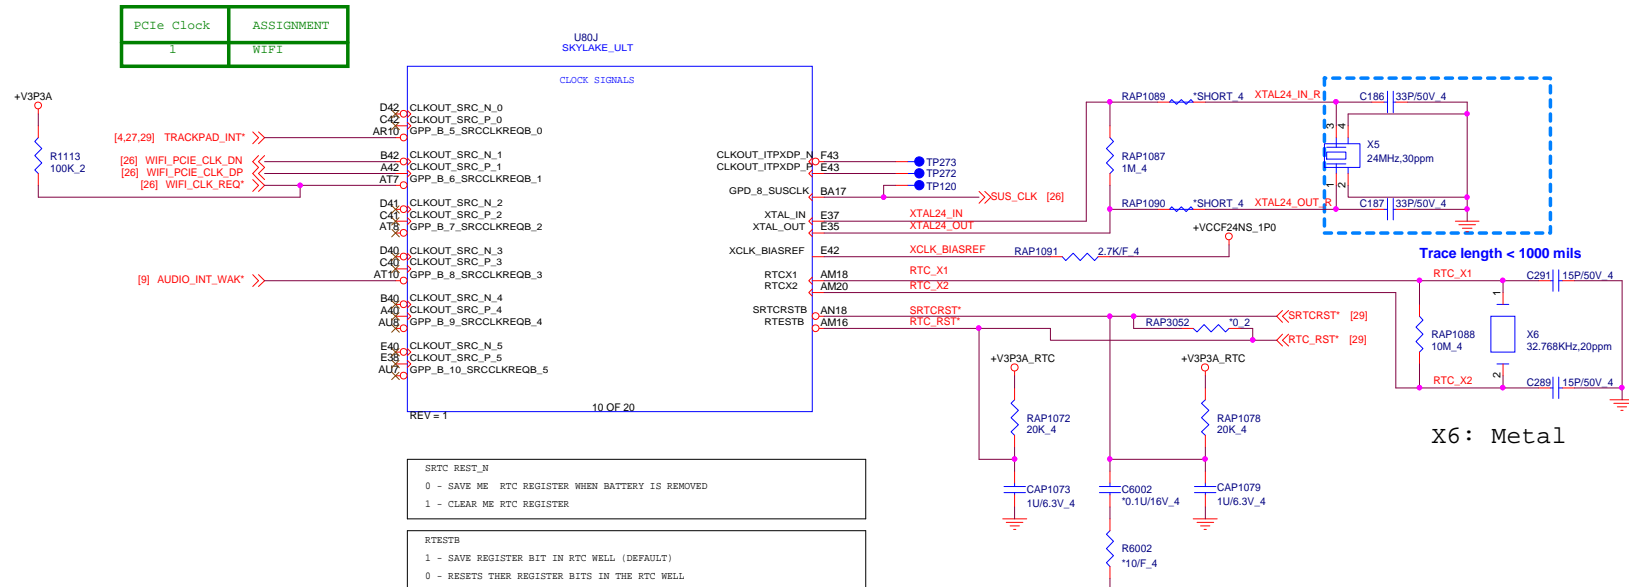 PCIe Clock ASSIGNMENT
1 WIFI
U80J
SKYLAKE_ULT
CLOCK SIGNALS
+V3P3A
R1113
100K_2
[4,27,29] TRACKPAD_INT*
[26] WIFI_PCIE_CLK_DN
[26] WIFI_PCIE_CLK_DP
[26] WIFI_CLK_REQ*
[9] AUDIO_INT_WAK*
D42 CLKOUT_SRC_N_0
C42 CLKOUT_SRC_P_0
AR10 GPP_B_5_SRCCLKREQB_0
B42 CLKOUT_SRC_N_1
A42 CLKOUT_SRC_P_1
AT7 GPP_B_6_SRCCLKREQB_1
D41 CLKOUT_SRC_N_2
C41 CLKOUT_SRC_P_2
AT8 GPP_B_7_SRCCLKREQB_2
D40 CLKOUT_SRC_N_3
C40 CLKOUT_SRC_P_3
AT10 GPP_B_8_SRCCLKREQB_3
B40 CLKOUT_SRC_N_4
A40 CLKOUT_SRC_P_4
AU8 GPP_B_9_SRCCLKREQB_4
E40 CLKOUT_SRC_N_5
E38 CLKOUT_SRC_P_5
AU7 GPP_B_10_SRCCLKREQB_5
REV = 1
10 OF 20
CLKOUT_ITPXDP_N F43 TP273
CLKOUT_ITPXDP_P E43 TP272
TP120
GPD_8_SUSCLK BA17 SUS_CLK [26]
XTAL_IN E37 XTAL24_IN
XTAL_OUT E35 XTAL24_OUT
XCLK_BIASREF E42 XCLK_BIASREF RAP1091 2.7K/F_4
+VCCF24NS_1P0
RTCX1 AM18 RTC_X1
RTCX2 AM20 RTC_X2
SRTCRSTB AN18 SRTCRST*
RTESTB AM16 RTC_RST*
RAP3052 *0_2
SRTCRST* [29]
RTC_RST* [29]
RAP1089 *SHORT_4 XTAL24_IN_R
RAP1087
1M_4
RAP1090 *SHORT_4 XTAL24_OUT_R
C186 33P/50V_4
3 4
X5
24MHz,30ppm
1 2
C187 33P/50V_4
Trace length < 1000 mils
RTC_X1
C291 15P/50V_4
RAP1088
10M_4
1
X6
32.768KHz,20ppm
2
RTC_X2
C289 15P/50V_4
X6: Metal
+V3P3A_RTC
RAP1072
20K_4
CAP1073
1U/6.3V_4
+V3P3A_RTC
RAP1078
20K_4
C6002
*0.1U/16V_4
CAP1079
1U/6.3V_4
R6002
*10/F_4
SRTC REST_N
0 - SAVE ME RTC REGISTER WHEN BATTERY IS REMOVED
1 - CLEAR ME RTC REGISTER
RTESTB
1 - SAVE REGISTER BIT IN RTC WELL (DEFAULT)
0 - RESETS THER REGISTER BITS IN THE RTC WELL